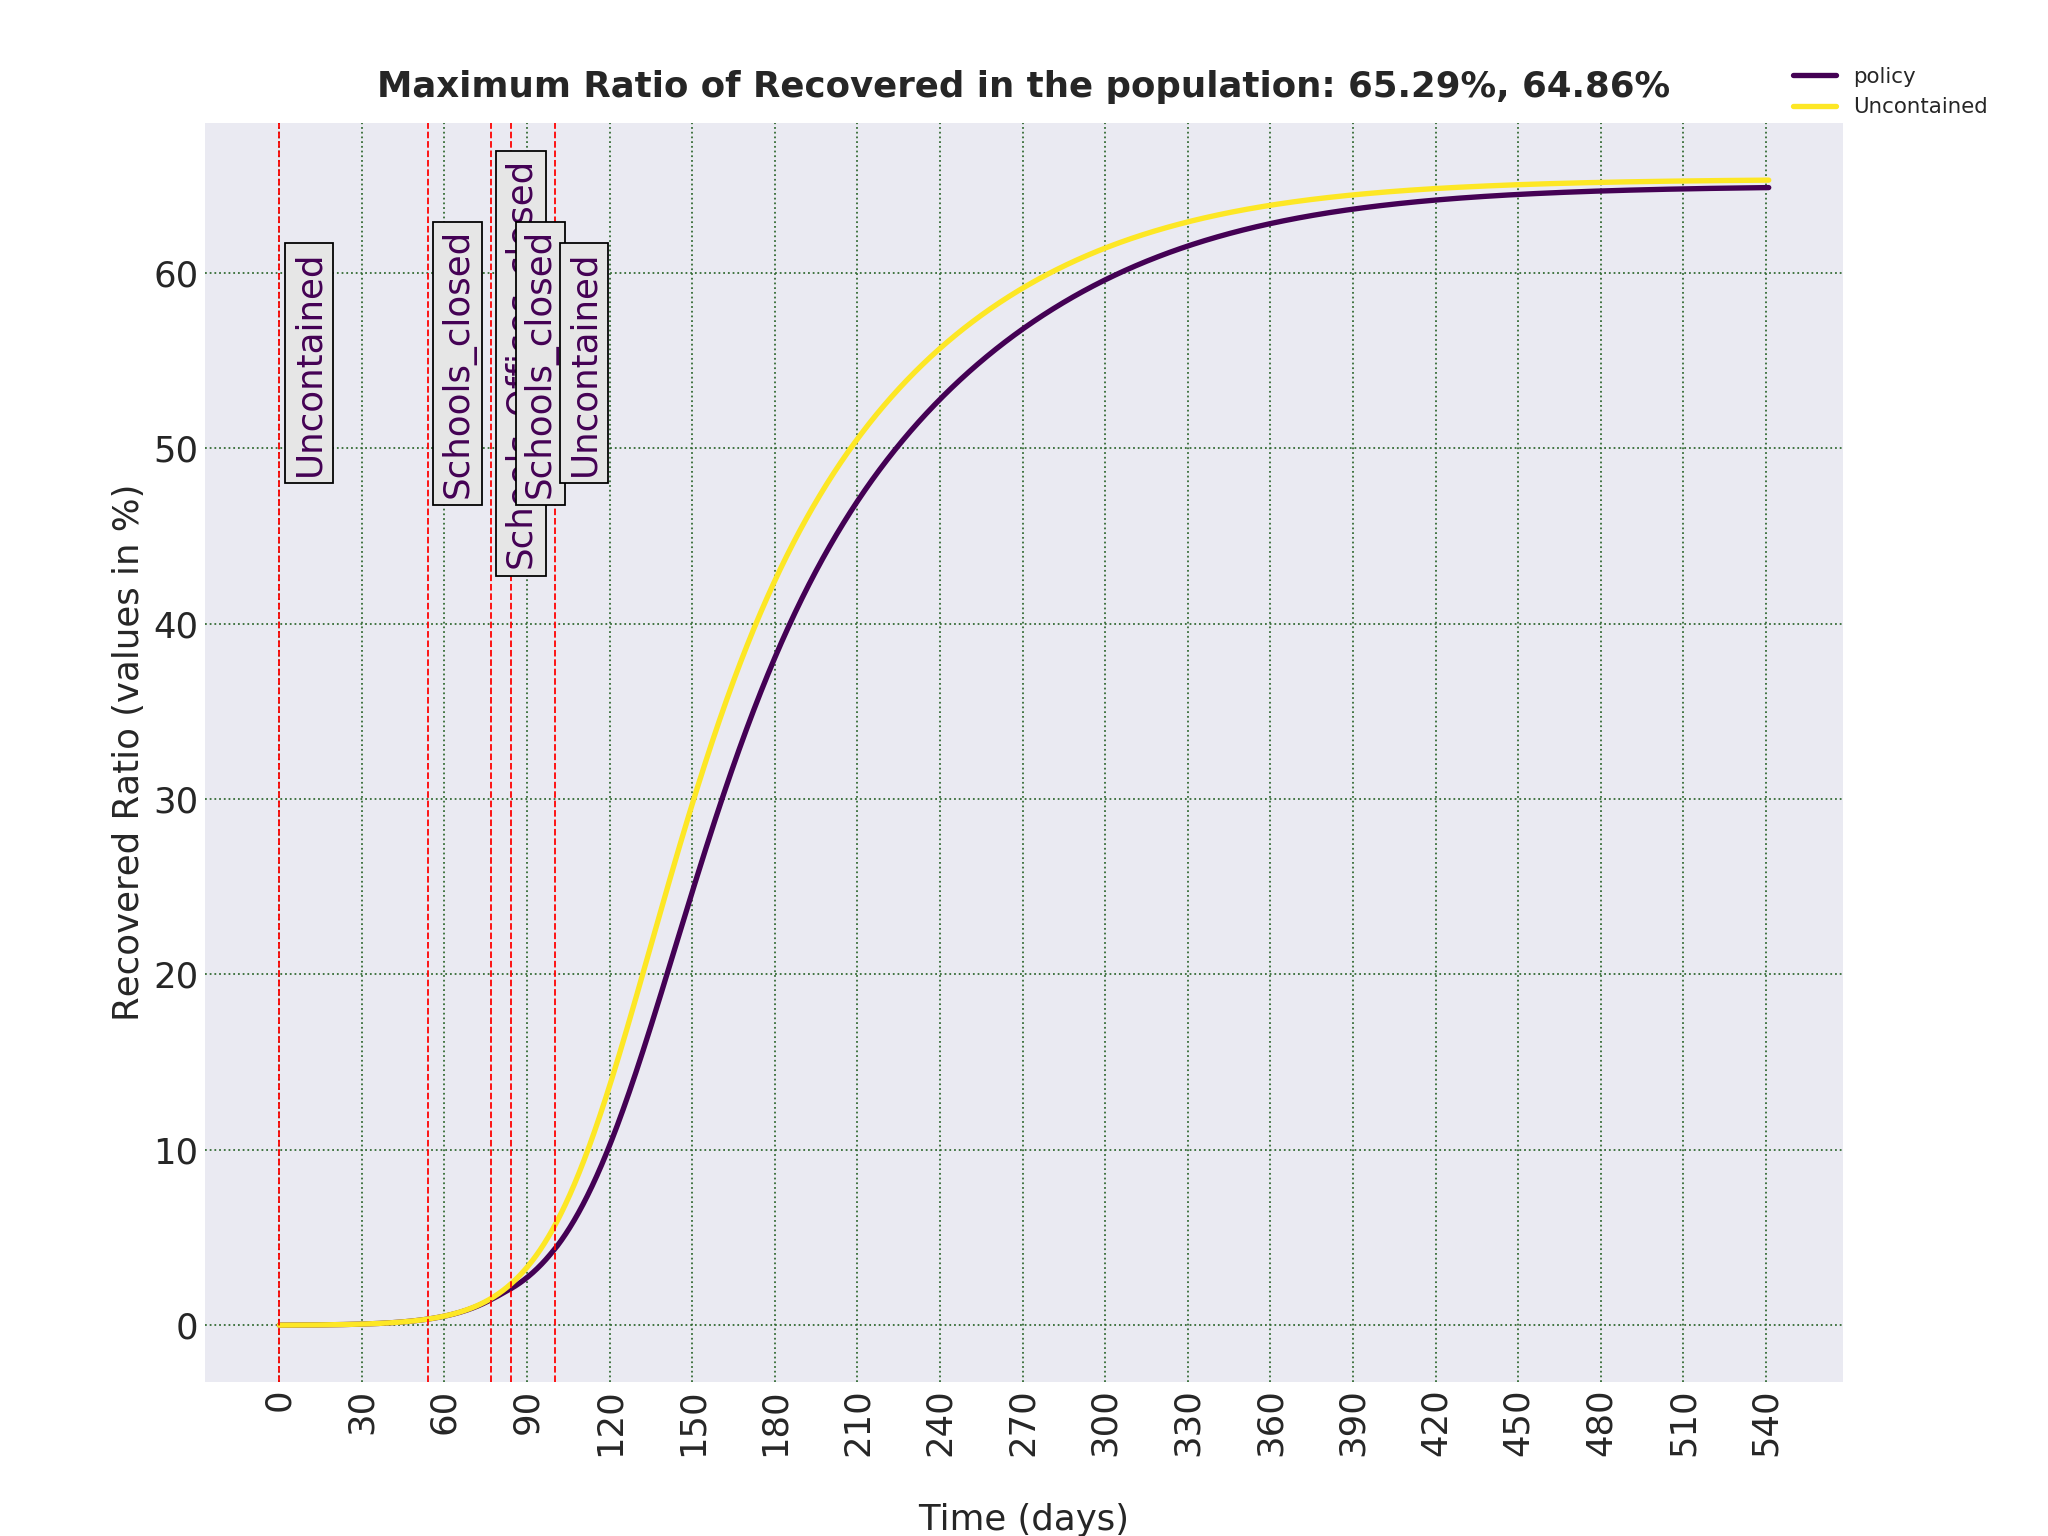 Maximum Ratio of Recovered in the population: 65.29%, 64.86%
policy
Uncontained
Uncontained
Schools_closed
Schools_closed
Uncontained
Recovered Ratio (values in %)
60
50
40
30
20
10
0
0
30
60
90
120
150
180
210
240
270
300
330
360
390
420
450
480
510
540
Time (days)